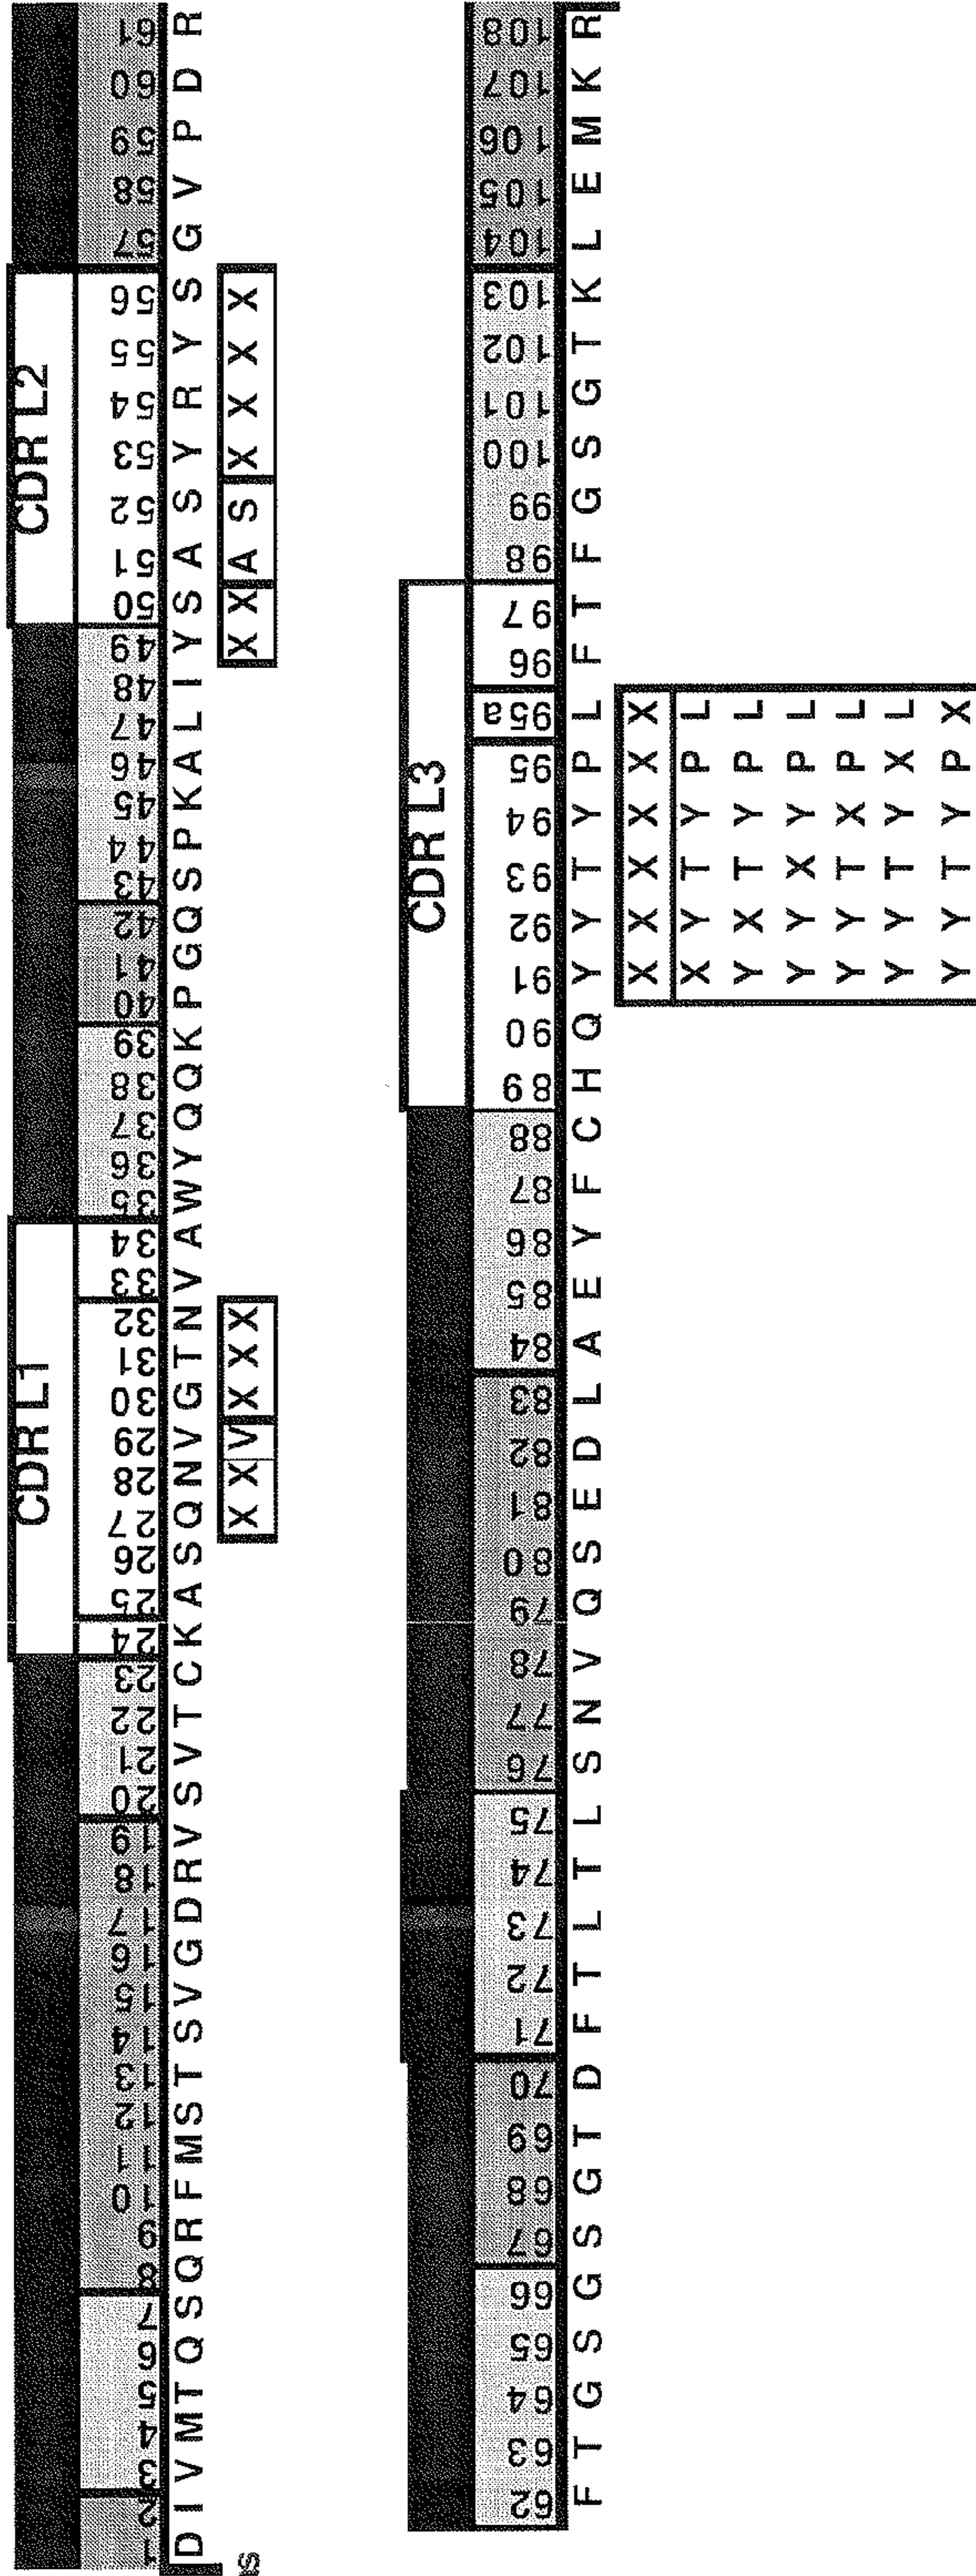 CDR L1 CDR L2
1 2 3 4 5 6 7 8 9 10 11 12 13 14 15 16 17 18 19 20 21 22 23 24 25 26 27 28 29 30 31 32 33 34 35 36 37 38 39 40 41 42 43 44 45 46 47 48 49 50 51 52 53 54 55 56 57 58 59 60 61
D I V M T Q S Q R F M S T S V G D R V S V T C K A S Q N V G T N V A W Y Q Q K P G Q S P K A L I Y S A S Y R Y S G V P D R
X X V X X X X X A S X X X X
CDR L3
62 63 64 65 66 67 68 69 70 71 72 73 74 75 76 77 78 79 80 81 82 83 84 85 86 87 88 89 90 91 92 93 94 95 95a 96 97 98 99 100 101 102 103 104 105 106 107 108
F T G S G S G T D F T L T L S N V Q S E D L A E Y F C H Q Y Y T Y P L F T F G S G T K L E M K R
X X X X X X
X Y T Y P L
Y X T Y P L
Y Y X Y P L
Y Y T X P L
Y Y T Y X L
Y Y T Y P X